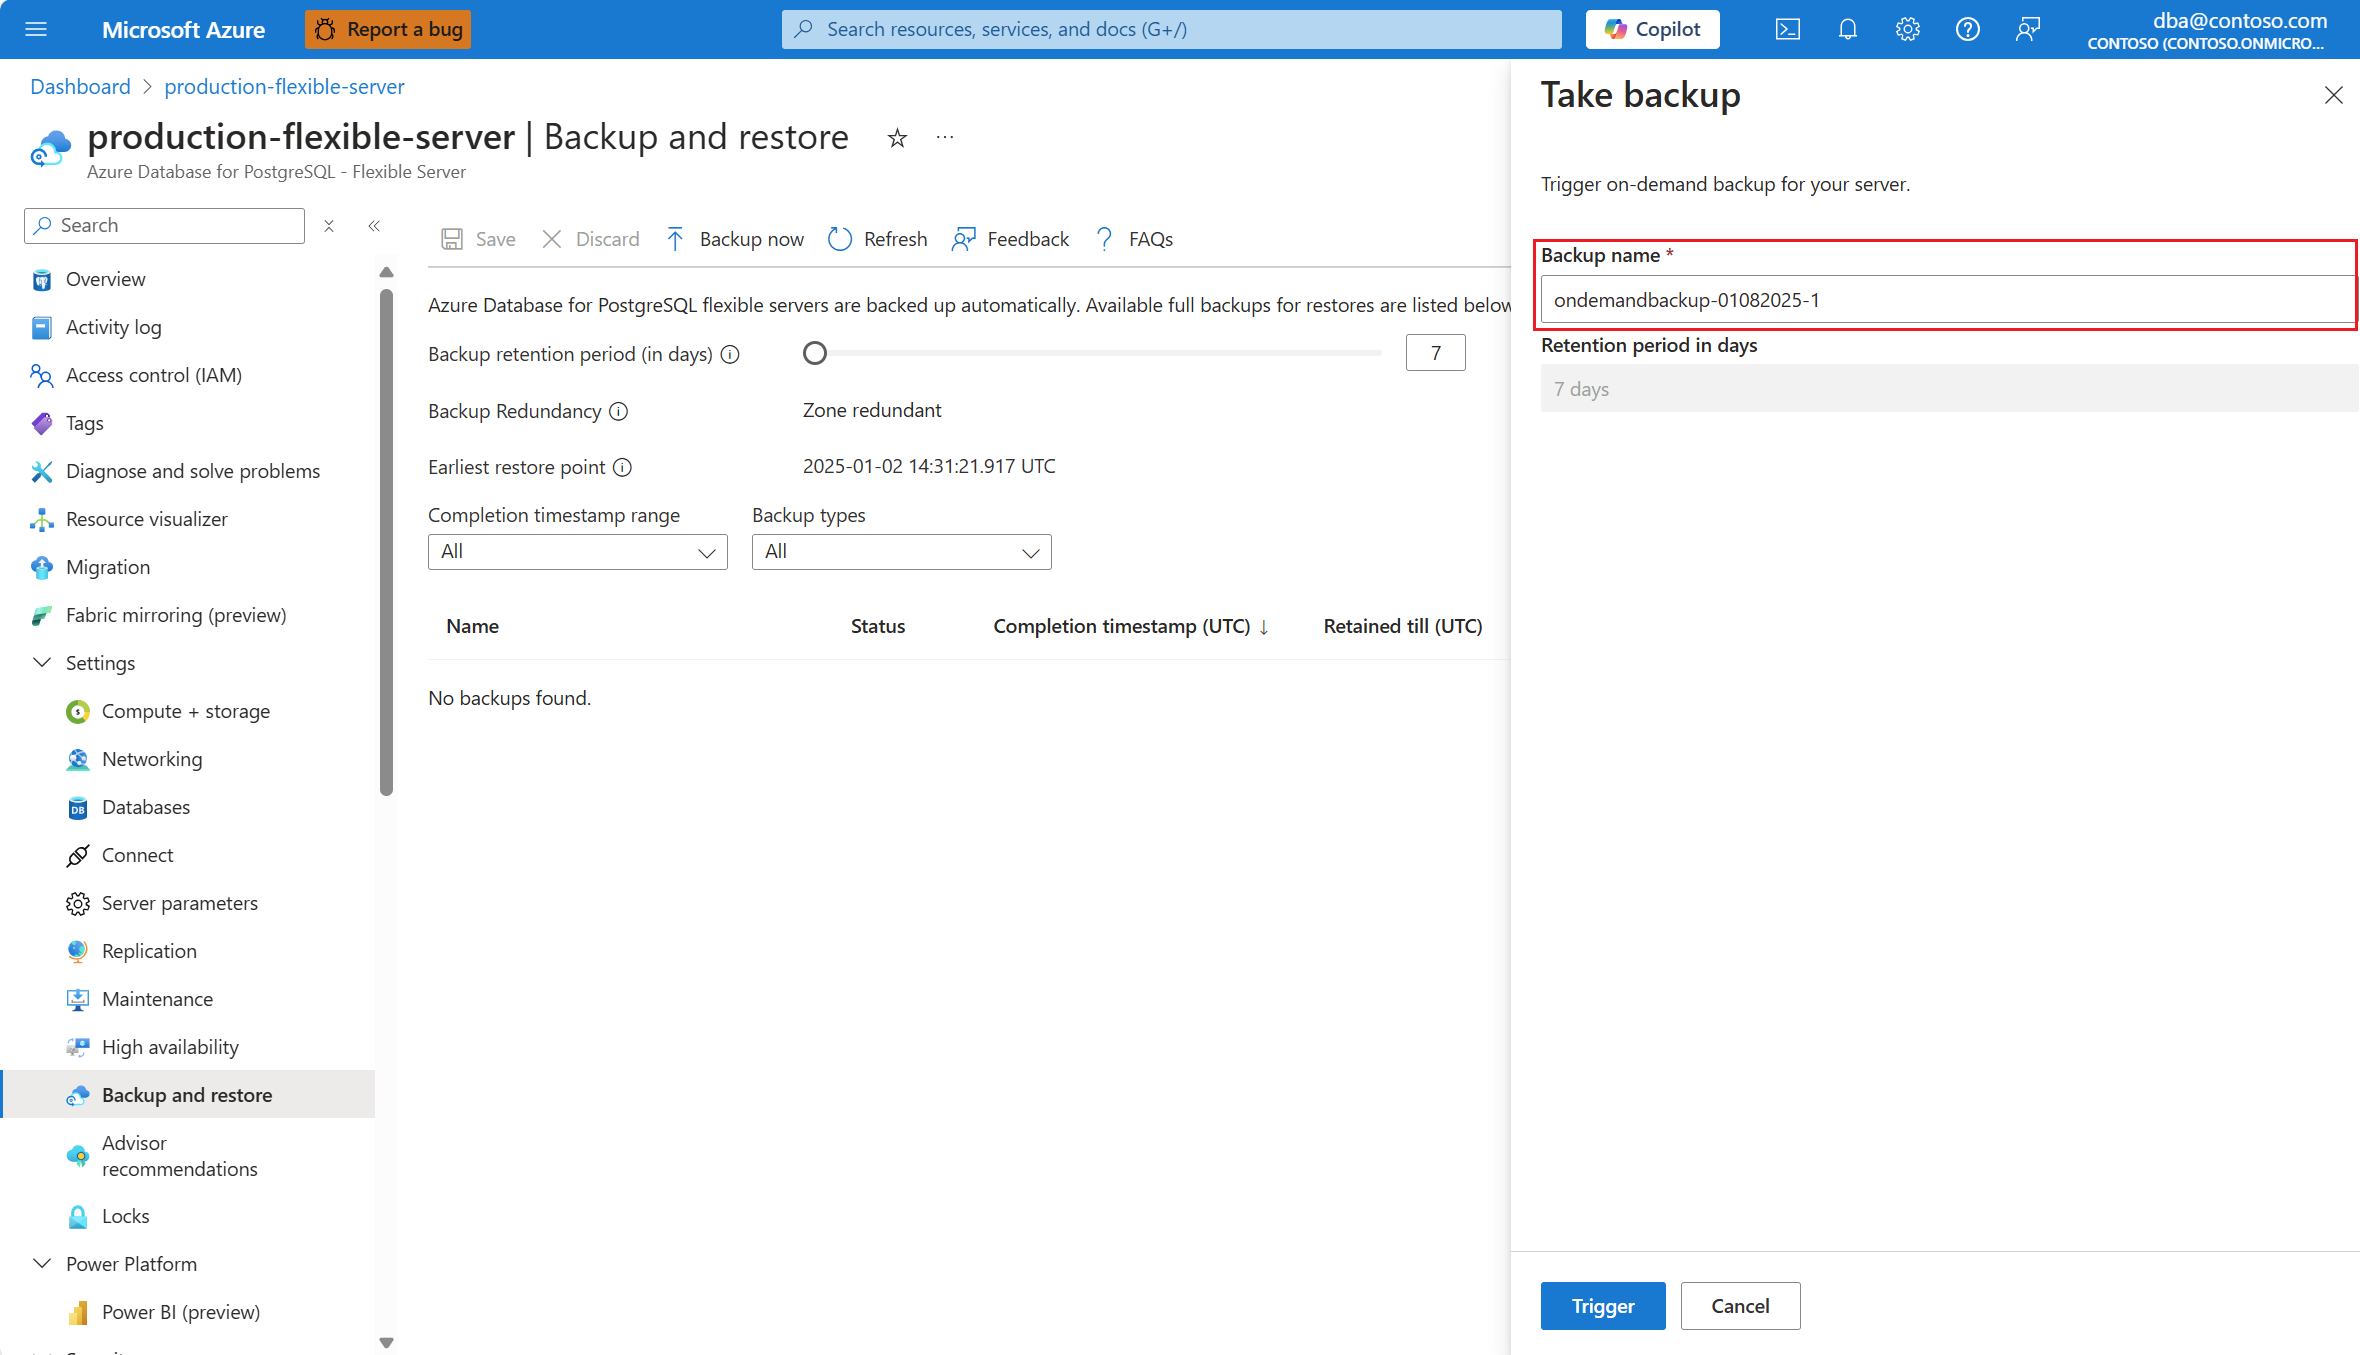 Microsoft Azure
Report a bug
Search resources, services, and docs (G+/)
Copilot
dba@contoso.com
CONTOSO (CONTOSO.ONMICRO...
Dashboard > production-flexible-server
production-flexible-server | Backup and restore
Azure Database for PostgreSQL - Flexible Server
Search
Overview
Activity log
Access control (IAM)
Tags
Diagnose and solve problems
Resource visualizer
Migration
Fabric mirroring (preview)
Settings
Compute + storage
Networking
DB
Databases
Connect
Server parameters
Replication
Maintenance
High availability
Backup and restore
Advisor
recommendations
Locks
Power Platform
Power BI (preview)
Save
Discard
Backup now
Refresh
Feedback
FAQs
Azure Database for PostgreSQL flexible servers are backed up automatically. Available full backups for restores are listed below
Backup retention period (in days)
7
Backup Redundancy
Zone redundant
Earliest restore point
2025-01-02 14:31:21.917 UTC
Completion timestamp range
Backup types
All
All
Name
Status
Completion timestamp (UTC) ↓
Retained till (UTC)
No backups found.
Take backup
Trigger on-demand backup for your server.
Backup name *
ondemandbackup-01082025-1
Retention period in days
7 days
Trigger
Cancel